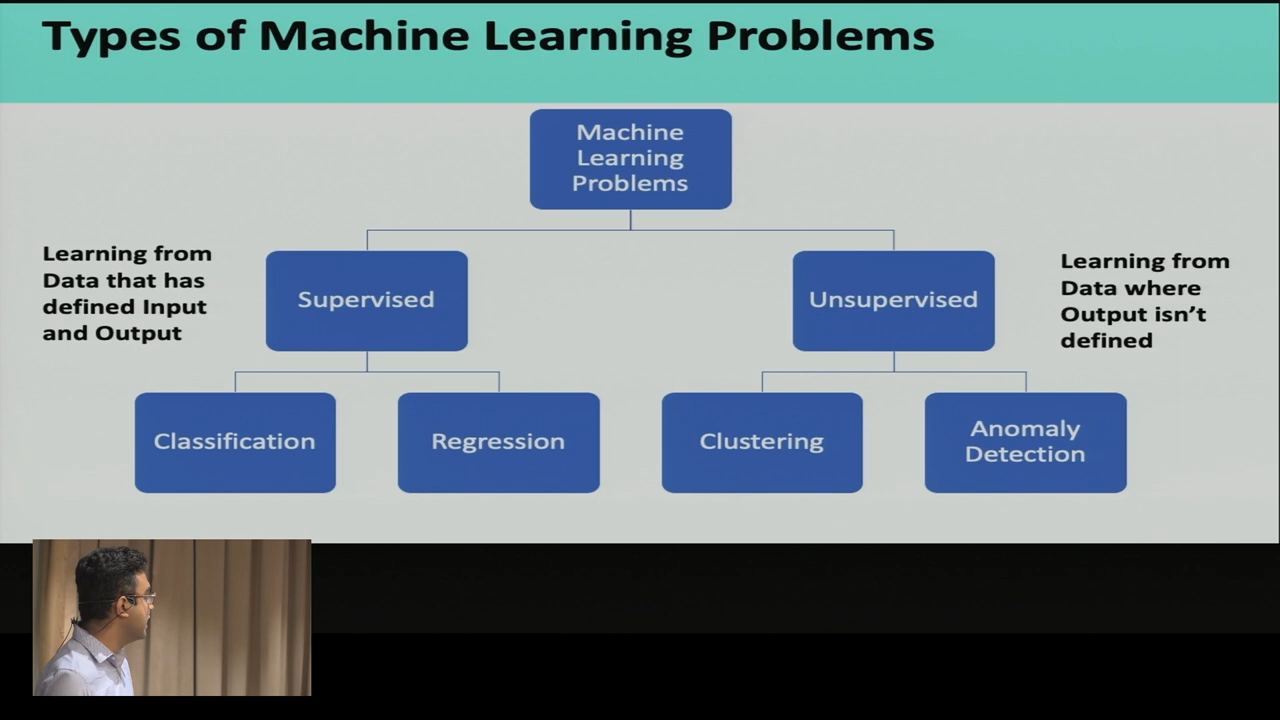 Types of Machine Learning Problems
Machine
Learning
Problems
Learning from
Data that has
defined Input
and Output
Supervised
Unsupervised
Learning from
Data where
Output isn’t
defined
Classification
Regression
Clustering
Anomaly
Detection